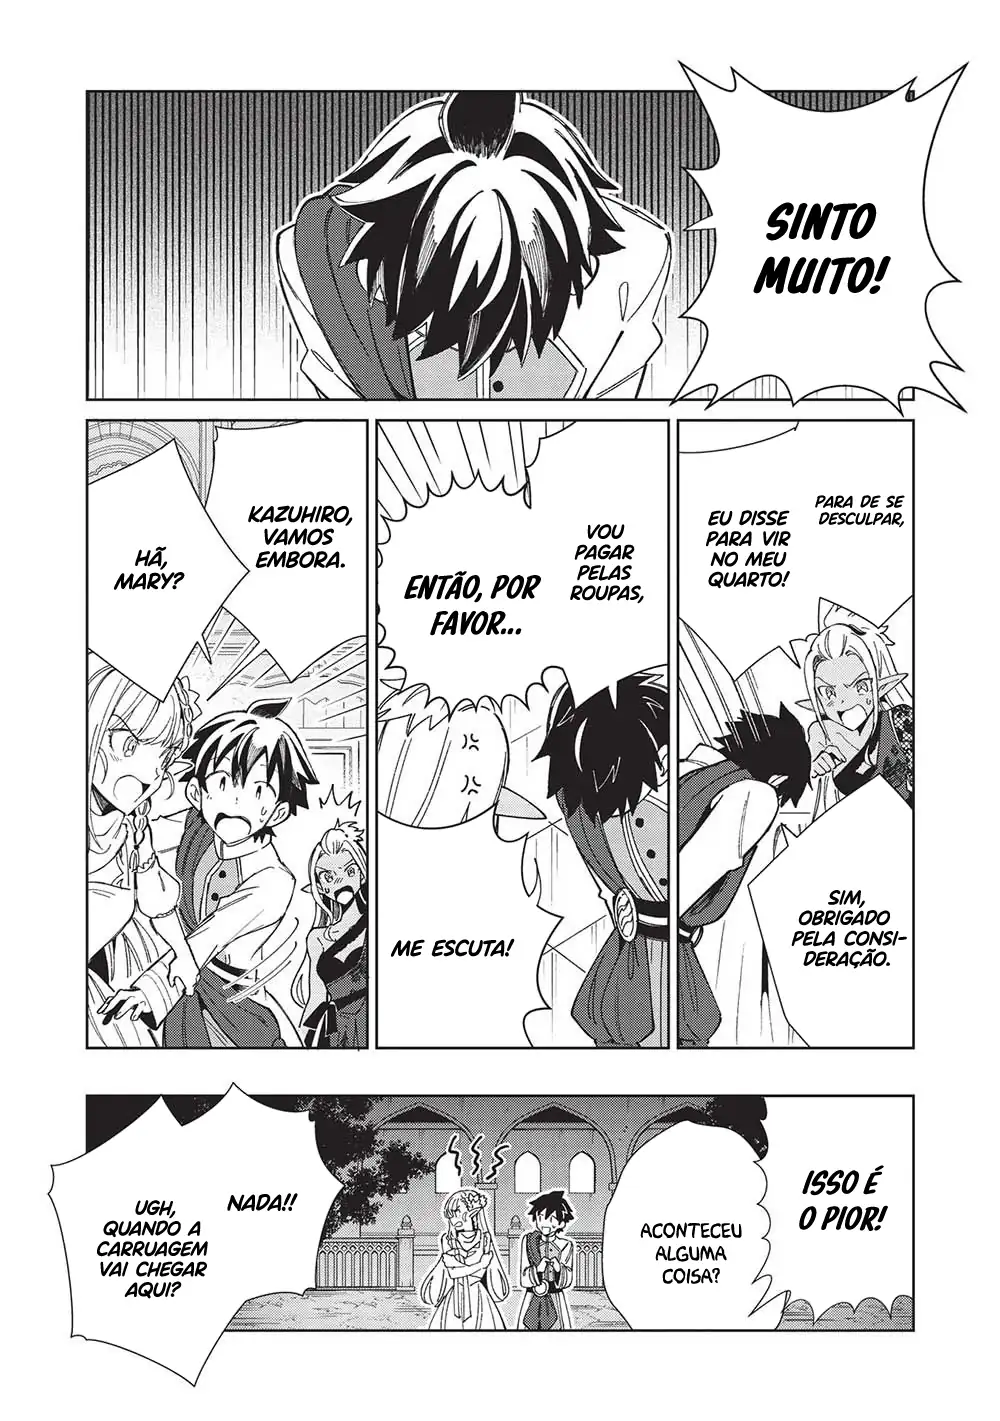 SINTO
MUITO!
PARA DE SE
DESCULPAR,
EU DISSE
PARA VIR
NO MEU
QUARTO!
SIM,
OBRIGADO
PELA CONSI-
DERAÇÃO.
VOU
PAGAR
PELAS
ROUPAS,
ENTÃO, POR
FAVOR...
ME ESCUTA!
KAZUHIRO,
VAMOS
EMBORA.
HÃ,
MARY?
ISSO É
O PIOR!
ACONTECEU
ALGUMA
COISA?
NADA!!
UGH,
QUANDO A
CARRUAGEM
VAI CHEGAR
AQUI?